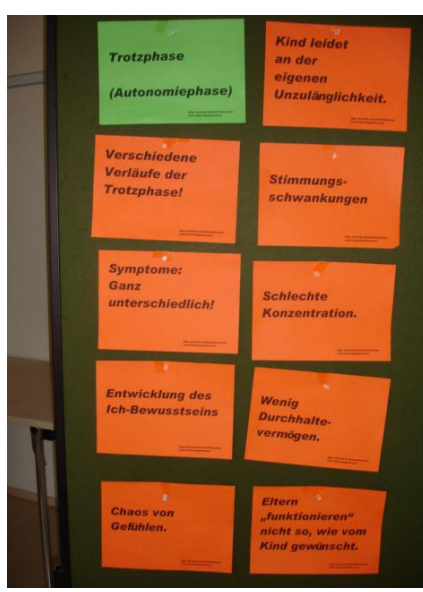 Trotzphase
(Autonomiephase)
Kind leidet
an der
eigenen
Unzulänglichkeit.
Verschiedene
Verläufe der
Trotzphase!
Stimmungs-
schwankungen
Symptome:
Ganz
unterschiedlich!
Schlechte
Konzentration.
Entwicklung des
Ich-Bewusstseins
Wenig
Durchhalte-
vermögen.
Chaos von
Gefühlen.
Eltern
„funktionieren“
nicht so, wie vom
Kind gewünscht.